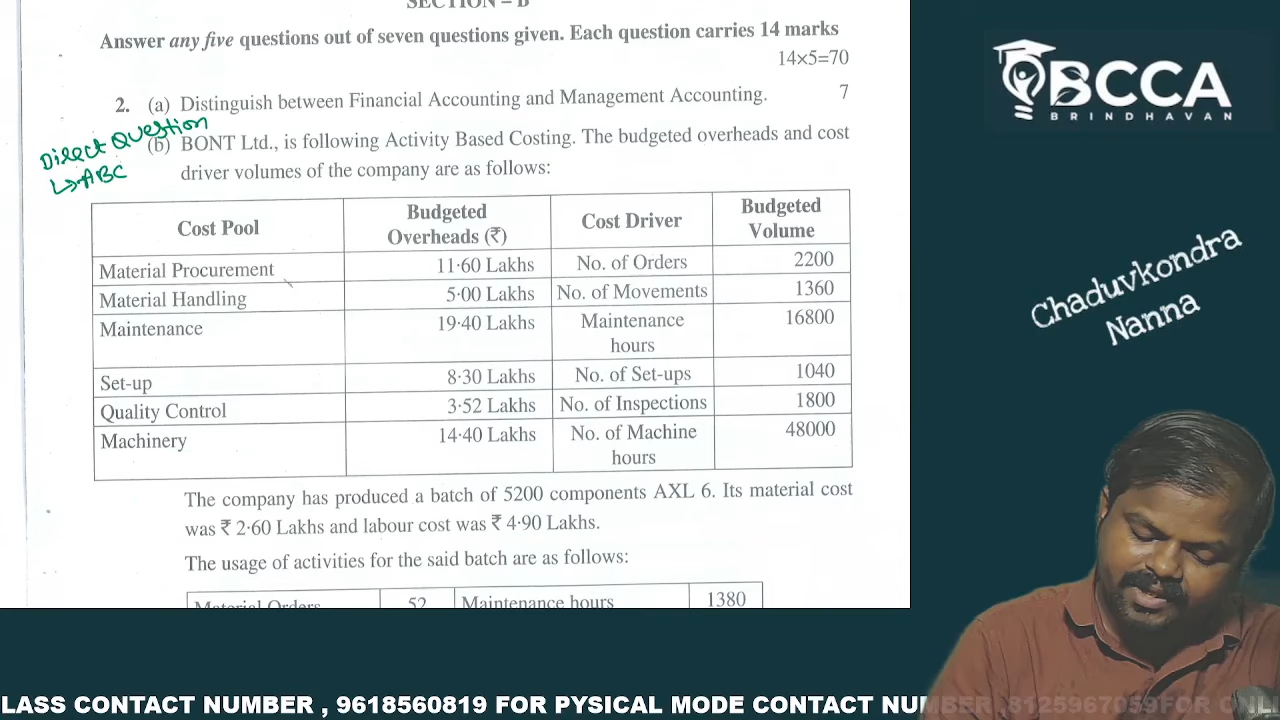 SECTION – B
Answer any five questions out of seven questions given. Each question carries 14 marks
14×5=70
2. (a) Distinguish between Financial Accounting and Management Accounting. 7
Direct Question
↳ ABC
(b) BONT Ltd., is following Activity Based Costing. The budgeted overheads and cost
driver volumes of the company are as follows:
Cost Pool Budgeted Overheads (₹) Cost Driver Budgeted Volume
Material Procurement 11·60 Lakhs No. of Orders 2200
Material Handling 5·00 Lakhs No. of Movements 1360
Maintenance 19·40 Lakhs Maintenance hours 16800
Set-up 8·30 Lakhs No. of Set-ups 1040
Quality Control 3·52 Lakhs No. of Inspections 1800
Machinery 14·40 Lakhs No. of Machine hours 48000
The company has produced a batch of 5200 components AXL 6. Its material cost
was ₹ 2·60 Lakhs and labour cost was ₹ 4·90 Lakhs.
The usage of activities for the said batch are as follows:
Material Orders 52 Maintenance hours 1380
BCCA
BRINDHAVAN
Chaduvkondra
Nanna
LASS CONTACT NUMBER , 9618560819 FOR PYSICAL MODE CONTACT NUMBER ,8125967059FOR ONLI